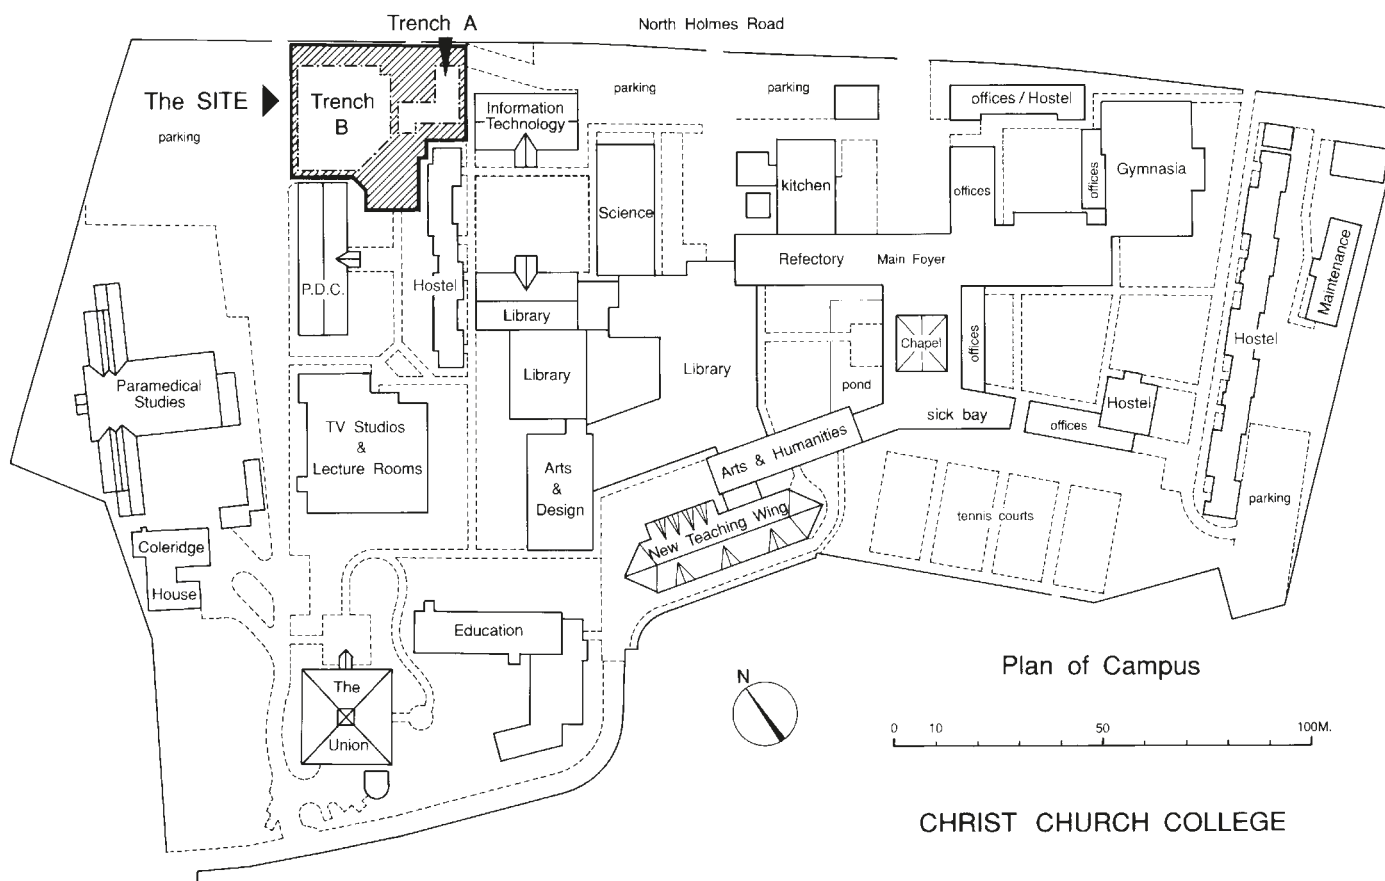 Trench A
North Holmes Road
The SITE
parking
Trench
B
Information
Technology
parking
parking
offices / Hostel
kitchen
offices
offices
Gymnasia
Science
Refectory
Main Foyer
Maintenance
P.D.C.
Hostel
Library
Chapel
offices
Hostel
Paramedical
Studies
Library
Library
pond
sick bay
Hostel
offices
TV Studios
&
Lecture Rooms
Arts
&
Design
Arts & Humanities
New Teaching Wing
tennis courts
parking
Coleridge
House
Education
The
Union
N
Plan of Campus
0 10 50 100M.
CHRIST CHURCH COLLEGE